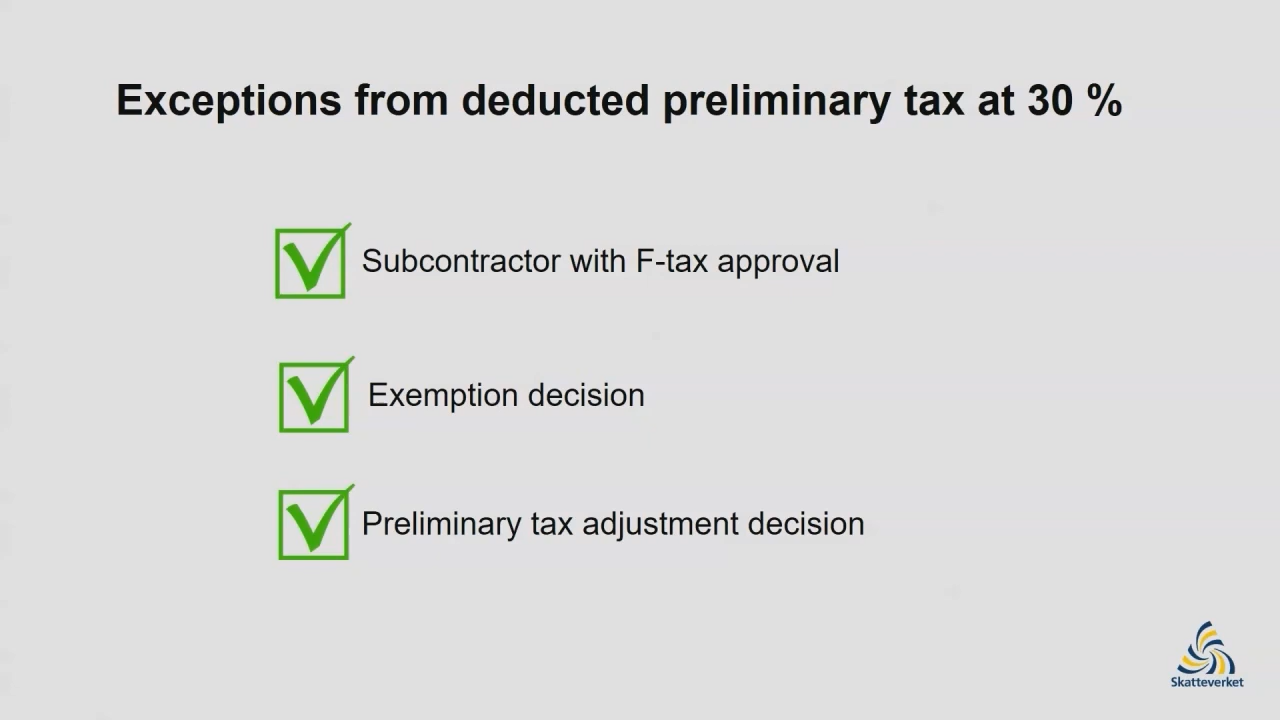 Exceptions from deducted preliminary tax at 30 %
Subcontractor with F-tax approval
Exemption decision
Preliminary tax adjustment decision
Skatteverket